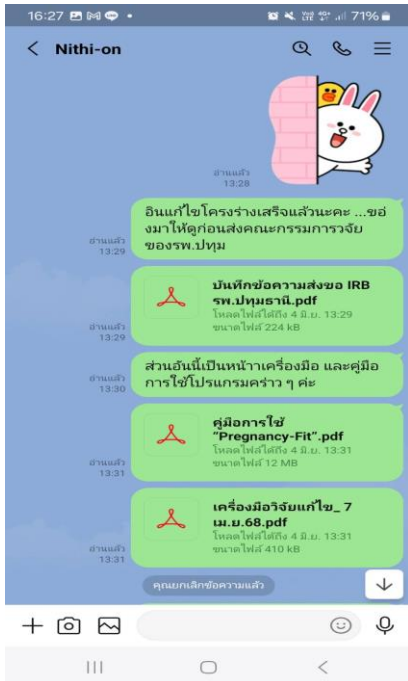 16:27
71%
Nithi-on
อ่านแล้ว
13:28
อินแก้ไขโครงร่างเสร็จแล้วนะคะ ...ขอ่
งมาให้ดูก่อนส่งคณะกรรมการวจัย
ของรพ.ปทุม
อ่านแล้ว
13:29
บันทึกข้อความส่งขอ IRB
รพ.ปทุมธานี.pdf
โหลดไฟล์ได้ถึง 4 มิ.ย. 13:29
ขนาดไฟล์ 224 kB
อ่านแล้ว
13:29
ส่วนอันนี้เป็นหน้าาเครื่องมือ และคู่มือ
การใช้โปรแกรมคร่าว ๆ ค่ะ
อ่านแล้ว
13:30
คู่มือการใช้
“Pregnancy-Fit”.pdf
โหลดไฟล์ได้ถึง 4 มิ.ย. 13:31
ขนาดไฟล์ 12 MB
อ่านแล้ว
13:31
เครื่องมือวิจัยแก้ไข_ 7
เม.ย.68.pdf
โหลดไฟล์ได้ถึง 4 มิ.ย. 13:31
ขนาดไฟล์ 410 kB
อ่านแล้ว
13:31
คุณยกเลิกข้อความแล้ว